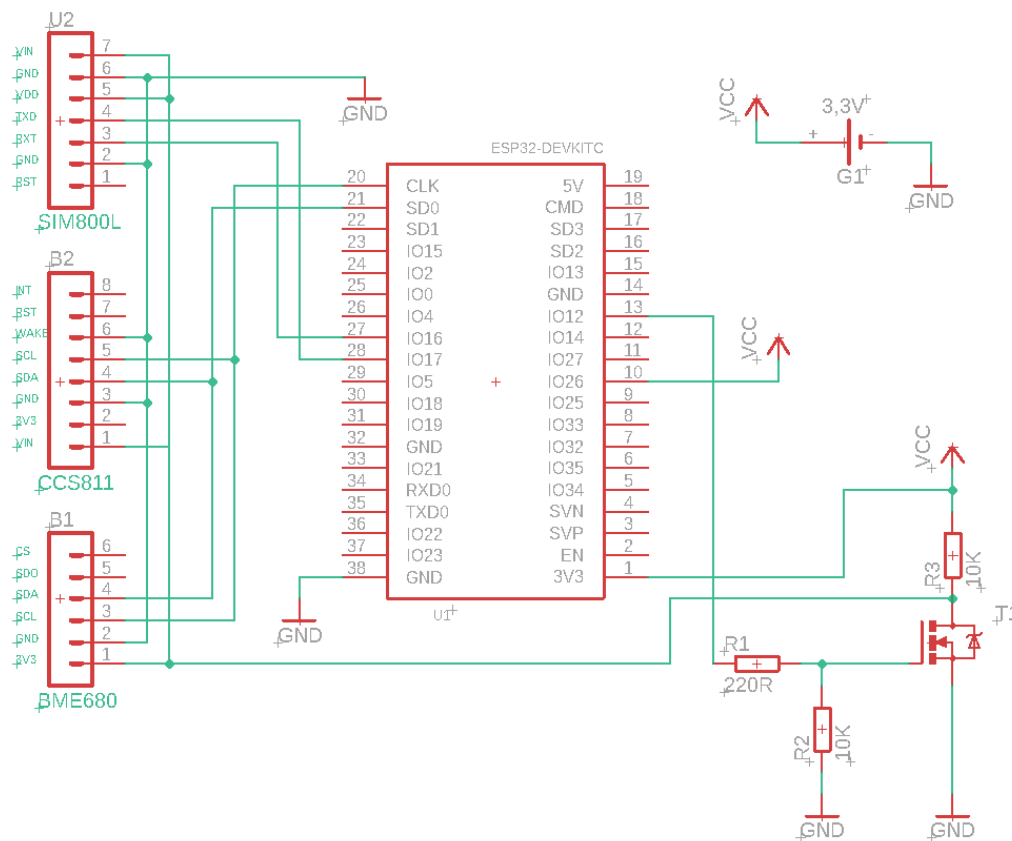 U2
VIN 7
GND 6
VDD 5
TXD 4
RXT 3
GND 2
RST 1
SIM800L
GND
B2
INT 8
RST 7
WAKE 6
SCL 5
SDA 4
GND 3
3V3 2
VIN 1
CCS811
B1
CS 6
SDO 5
SDA 4
SCL 3
GND 2
3V3 1
BME680
ESP32-DEVKITC
20 CLK 5V 19
21 SD0 CMD 18
22 SD1 SD3 17
23 IO15 SD2 16
24 IO2 IO13 15
25 IO0 GND 14
26 IO4 IO12 13
27 IO16 IO14 12
28 IO17 IO27 11
29 IO5 IO26 10
30 IO18 IO25 9
31 IO19 IO33 8
32 GND IO32 7
33 IO21 IO35 6
34 RXD0 IO34 5
35 TXD0 SVN 4
36 IO22 SVP 3
37 IO23 EN 2
38 GND 3V3 1
U1
GND
VCC
3,3V
+ -
G1
GND
VCC
VCC
R3
10K
R1
220R
R2
10K
GND
GND